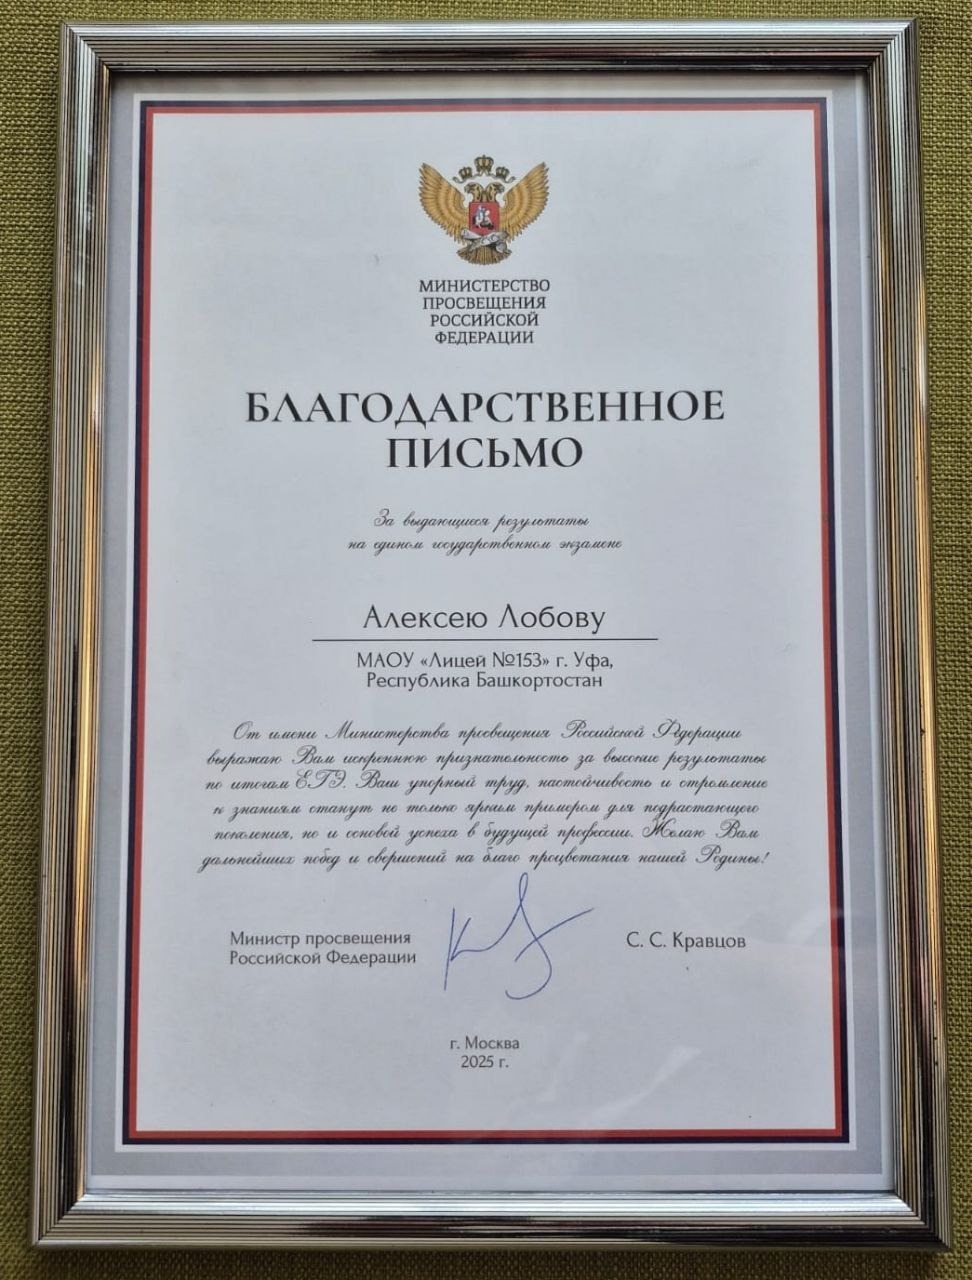 МИНИСТЕРСТВО
ПРОСВЕЩЕНИЯ
РОССИЙСКОЙ
ФЕДЕРАЦИИ
БЛАГОДАРСТВЕННОЕ
ПИСЬМО
За выдающиеся результаты
на едином государственном экзамене
Алексею Лобову
МАОУ «Лицей №153» г. Уфа,
Республика Башкортостан
От имени Министерства просвещения Российской Федерации
выражаю Вам искреннюю признательность за высокие результаты
по итогам ЕГЭ. Ваш упорный труд, настойчивость и стремление
к знаниям станут не только ярким примером для подрастающего
поколения, но и основой успеха в будущей профессии. Желаю Вам
дальнейших побед и свершений на благо процветания нашей Родины!
Министр просвещения
Российской Федерации
С. С. Кравцов
г. Москва
2025 г.